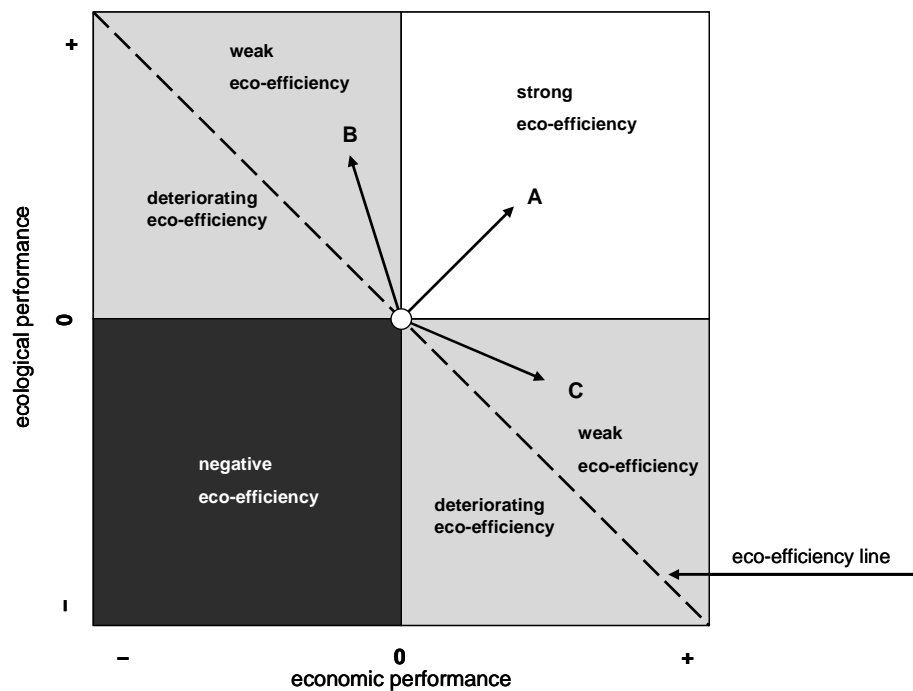 +
weak
eco-efficiency
strong
eco-efficiency
B
A
deteriorating
eco-efficiency
ecological performance
0
C
weak
eco-efficiency
negative
eco-efficiency
deteriorating
eco-efficiency
eco-efficiency line
–
– 0 +
economic performance